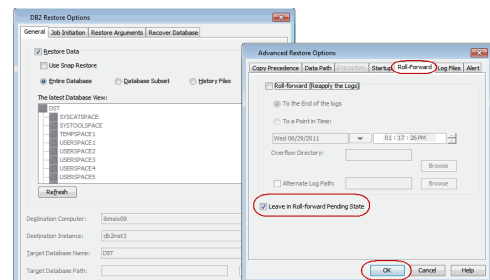 DB2 Restore Options
General Job Initiation Restore Arguments Recover Database
Restore Data
Use Snap Restore
Entire Database Database Subset History Files
The latest Database View:
DST
SYSCATSPACE
SYSTOOLSPACE
TEMPSPACE1
USERSPACE1
USERSPACE2
USERSPACE3
USERSPACE4
USERSPACE5
Refresh
Destination Computer: ibmaix08
Destination Instance: db2inst3
Target Database Name: DST
Target Database Path:
Advanced Restore Options
Copy Precedence Data Path Encryption Startup Roll-Forward Log Files Alert
Roll-forward (Reapply the Logs)
To the End of the logs
To a Point in Time:
Wed 06/29/2011 01 : 17 : 26 PM
Overflow Directory:
Browse
Alternate Log Path: Browse
Leave in Roll-forward Pending State
OK Cancel Help